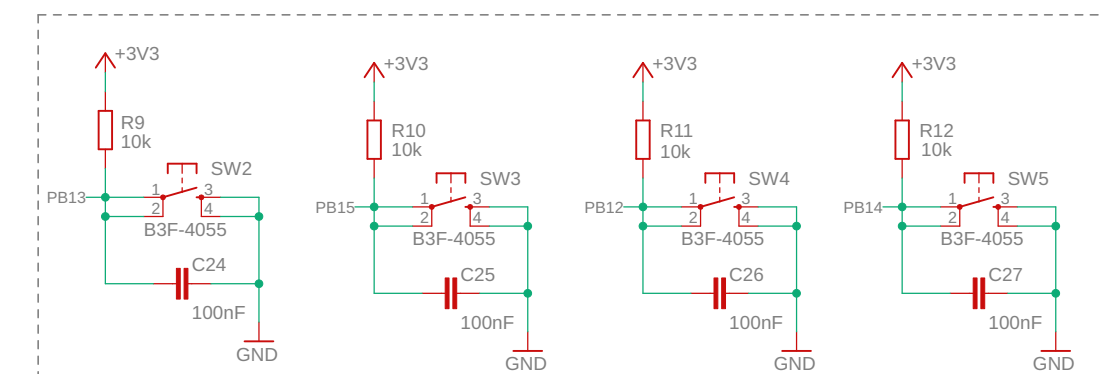 +3V3
R9
10k
SW2
PB13
1
3
2
4
B3F-4055
C24
100nF
GND
+3V3
R10
10k
SW3
PB15
1
3
2
4
B3F-4055
C25
100nF
GND
+3V3
R11
10k
SW4
PB12
1
3
2
4
B3F-4055
C26
100nF
GND
+3V3
R12
10k
SW5
PB14
1
3
2
4
B3F-4055
C27
100nF
GND